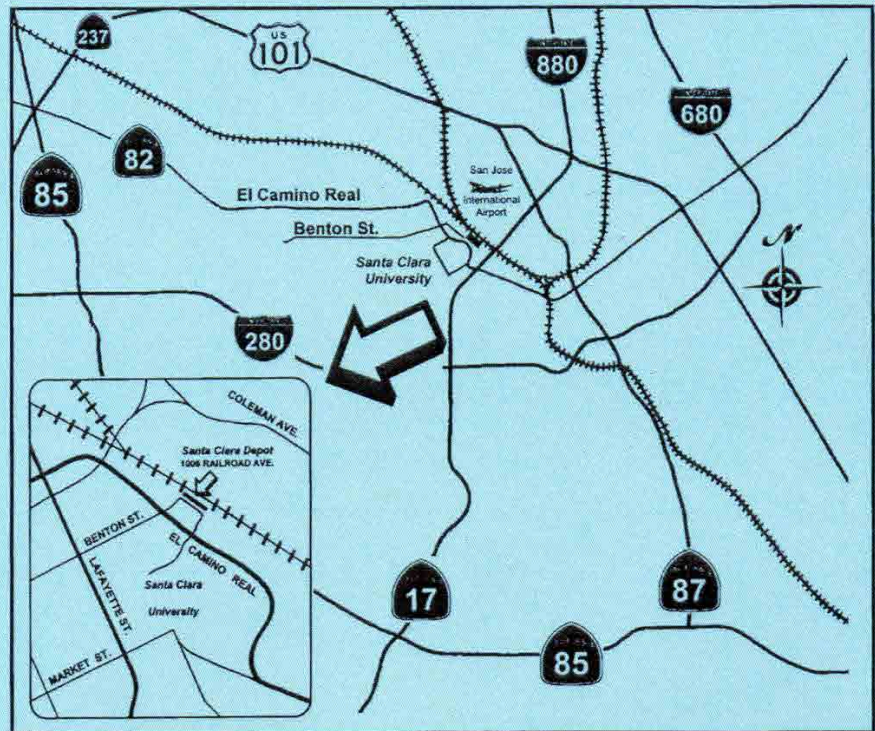 237
US
101
880
680
82
85
San Jose
International
Airport
El Camino Real
Benton St.
Santa Clara
University
N
280
COLEMAN AVE.
Santa Clara Depot
1005 RAILROAD AVE.
BENTON ST.
EL CAMINO REAL
LAFAYETTE ST.
Santa Clara
University
MARKET ST.
17
87
85